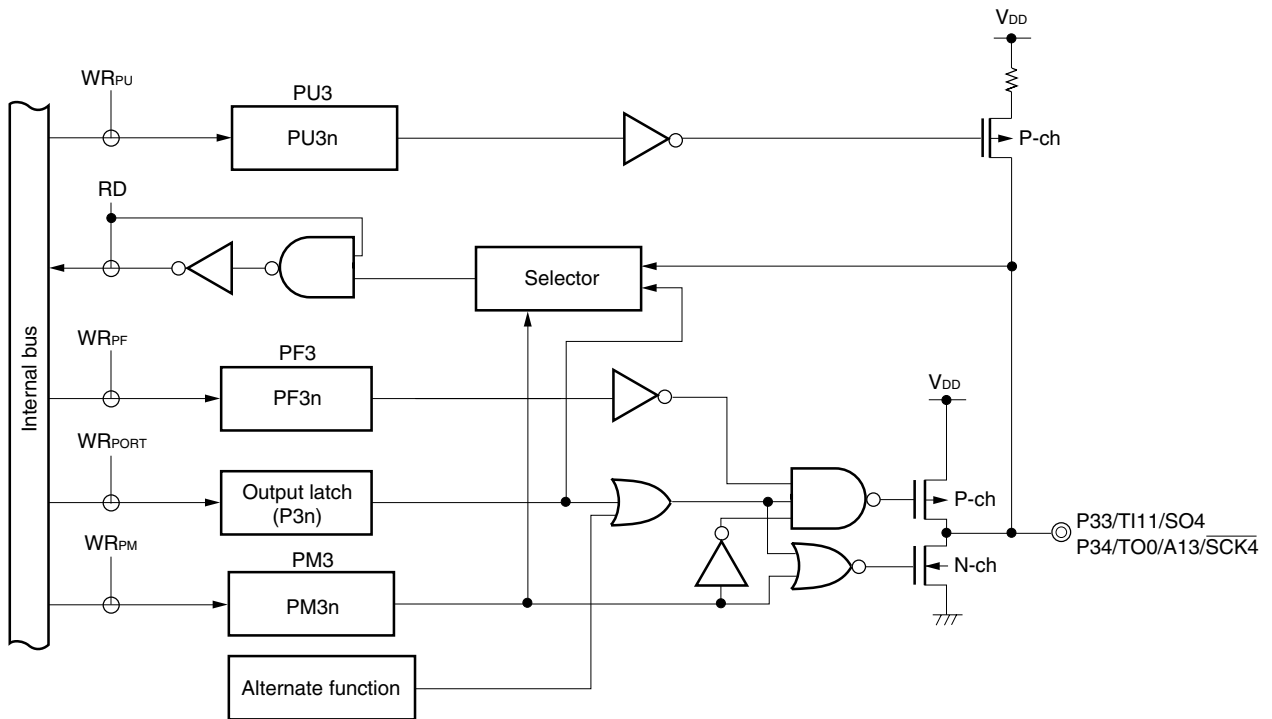 VDD
WRPU
PU3
PU3n
P-ch
RD
Selector
Internal bus
WRPF
PF3
PF3n
VDD
WRPORT
Output latch
(P3n)
P-ch
P33/TI11/SO4
P34/TO0/A13/S̅C̅K̅4̅
WRPM
PM3
PM3n
N-ch
Alternate function